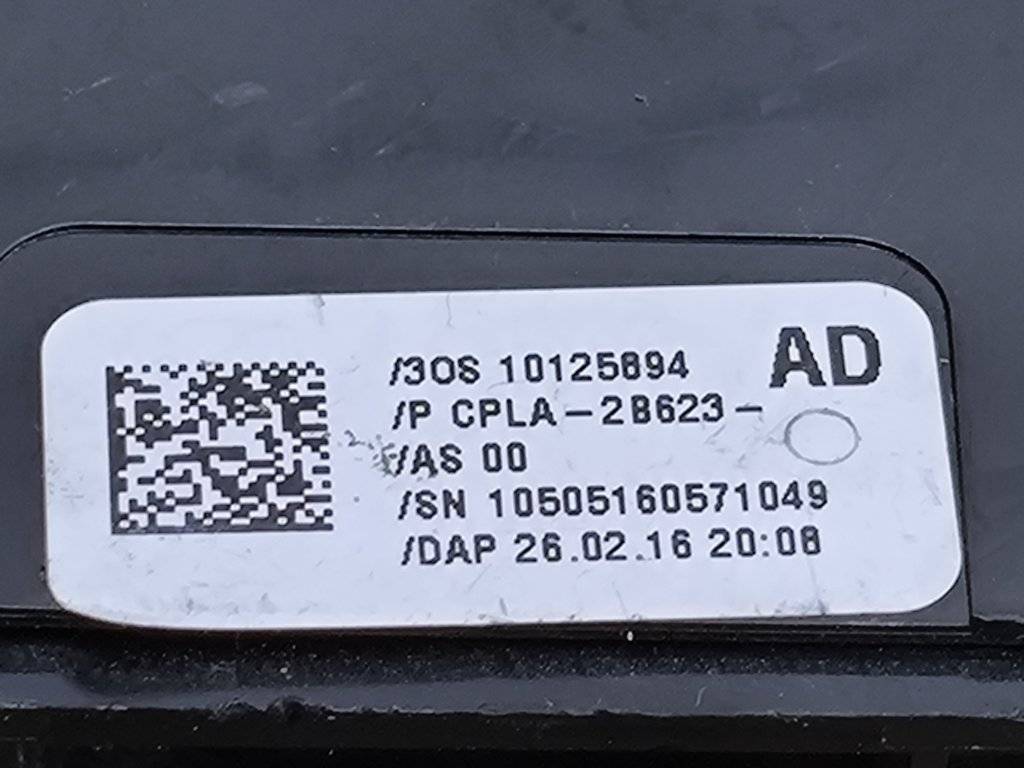 /3OS 10125894
AD
/P CPLA-2B623-
/AS 00
/SN 10505160571049
/DAP 26.02.16 20:08